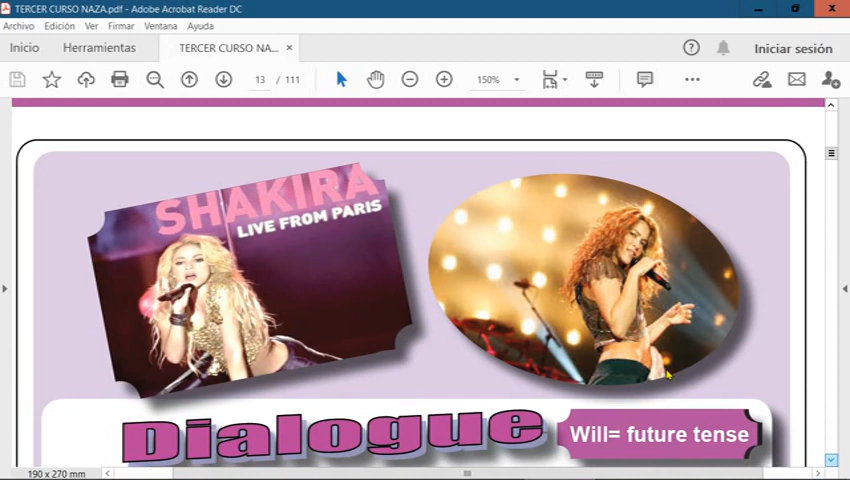 TERCER CURSO NAZA.pdf - Adobe Acrobat Reader DC
Archivo Edición Ver Firmar Ventana Ayuda
Inicio Herramientas TERCER CURSO NA... × Iniciar sesión
13 / 111 150%
SHAKIRA
LIVE FROM PARIS
Dialogue
Will= future tense
190 x 270 mm